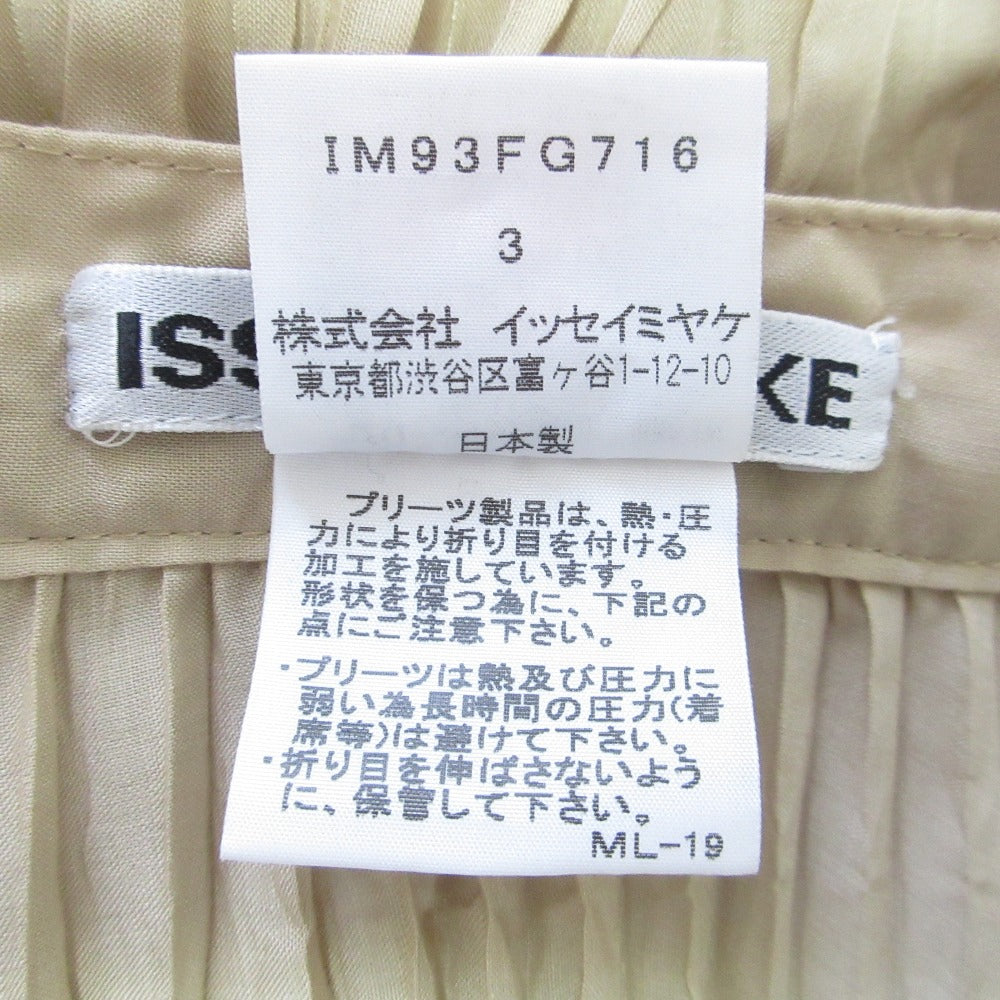 IM93FG716
3
株式会社 イッセイミヤケ
東京都渋谷区富ヶ谷1-12-10
日本製
ISS
KE
プリーツ製品は、熱・圧
力により折り目を付ける
加工を施しています。
形状を保つ為に、下記の
点にご注意下さい。
・プリーツは熱及び圧力に
弱い為長時間の圧力(着
席等)は避けて下さい。
・折り目を伸ばさないよう
に、保管して下さい。
ML-19